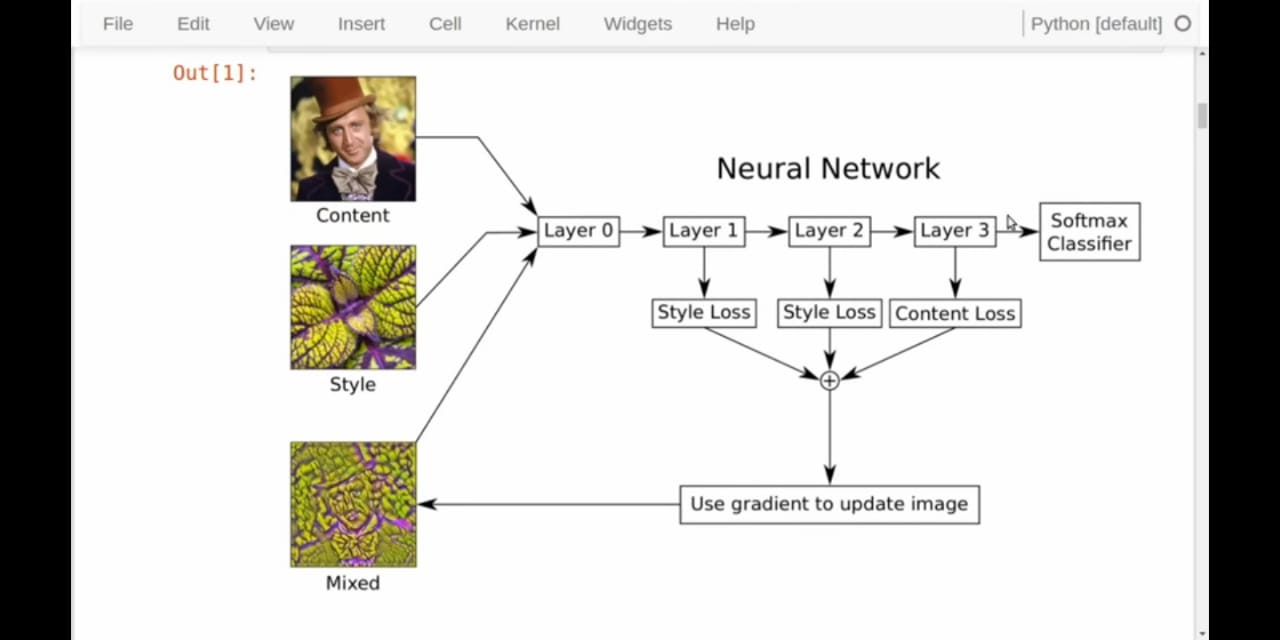 File Edit View Insert Cell Kernel Widgets Help Python [default]
Out[1]:
Content
Style
Mixed
Neural Network
Layer 0 Layer 1 Layer 2 Layer 3
Softmax
Classifier
Style Loss Style Loss Content Loss
+
Use gradient to update image